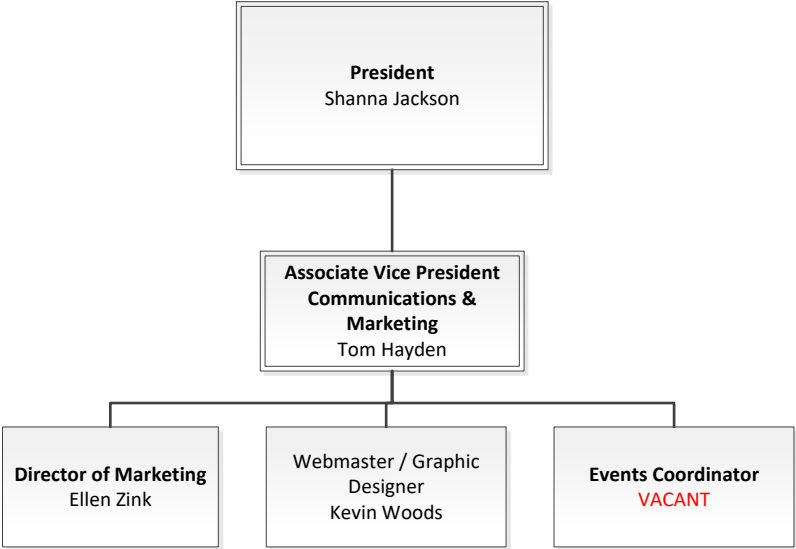 President
Shanna Jackson
Associate Vice President
Communications &
Marketing
Tom Hayden
Director of Marketing
Ellen Zink
Webmaster / Graphic
Designer
Kevin Woods
Events Coordinator
VACANT